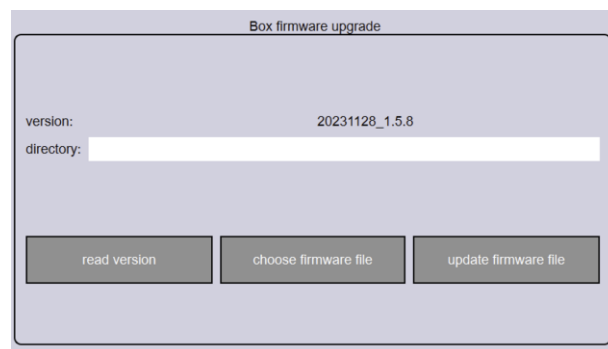 Box firmware upgrade
version: 20231128_1.5.8
directory:
read version choose firmware file update firmware file